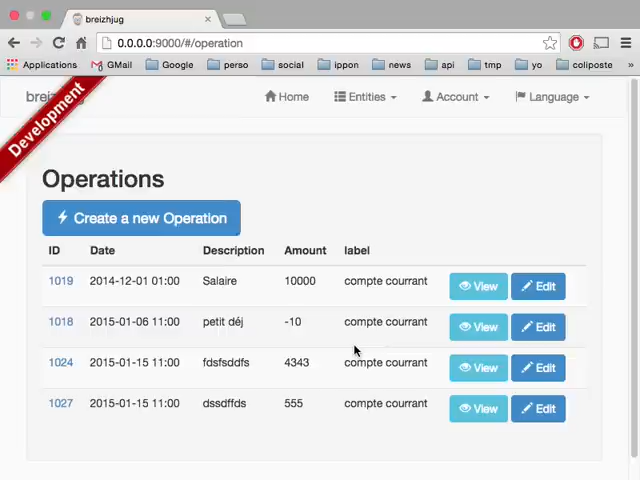 breizhjug
0.0.0.0:9000/#/operation
Applications GMail Google perso social ippon news api tmp yo coliposte »
Home Entities Account Language
Development
Operations
Create a new Operation
ID Date Description Amount label
1019 2014-12-01 01:00 Salaire 10000 compte courrant View Edit
1018 2015-01-06 11:00 petit déj -10 compte courrant View Edit
1024 2015-01-15 11:00 fdsfsddfs 4343 compte courrant View Edit
1027 2015-01-15 11:00 dssdffds 555 compte courrant View Edit